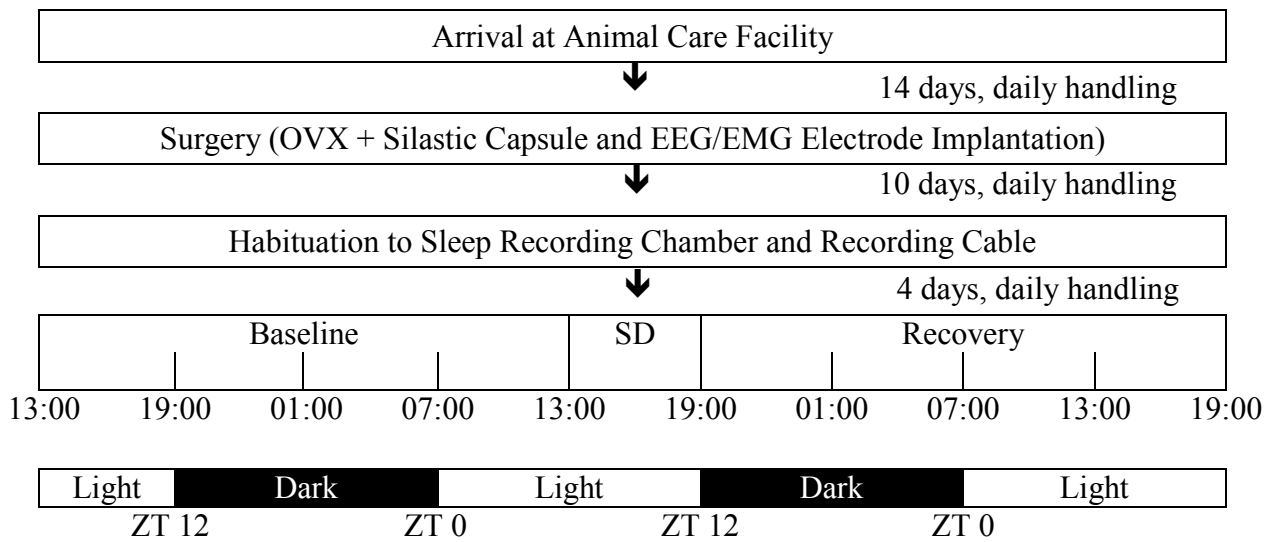 Arrival at Animal Care Facility
14 days, daily handling
Surgery (OVX + Silastic Capsule and EEG/EMG Electrode Implantation)
10 days, daily handling
Habituation to Sleep Recording Chamber and Recording Cable
4 days, daily handling
Baseline SD Recovery
13:00 19:00 01:00 07:00 13:00 19:00 01:00 07:00 13:00 19:00
Light Dark Light Dark Light
ZT 12 ZT 0 ZT 12 ZT 0